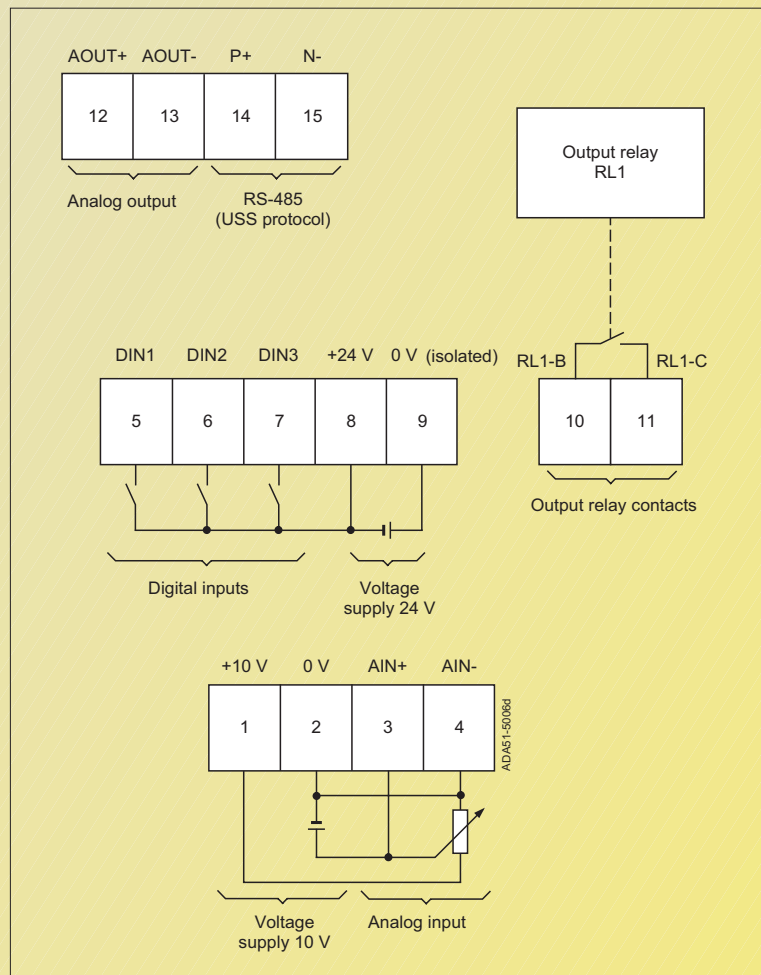 AOUT+ AOUT- P+ N-
12 13 14 15
Analog output
RS-485
(USS protocol)
Output relay
RL1
DIN1 DIN2 DIN3 +24 V 0 V (isolated)
5 6 7 8 9
Digital inputs
Voltage
supply 24 V
RL1-B RL1-C
10 11
Output relay contacts
+10 V 0 V AIN+ AIN-
1 2 3 4
ADA51-5006d
Voltage
supply 10 V
Analog input